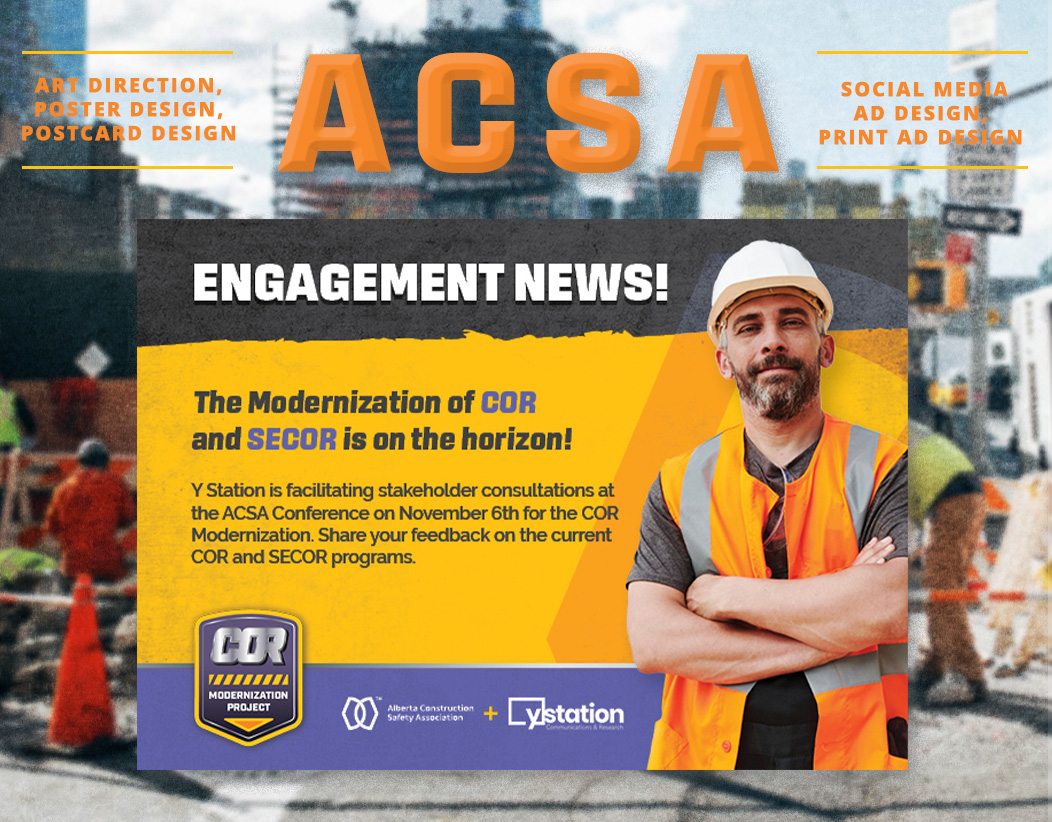 ART DIRECTION,
POSTER DESIGN,
POSTCARD DESIGN
ACSA
SOCIAL MEDIA
AD DESIGN,
PRINT AD DESIGN
ENGAGEMENT NEWS!
The Modernization of COR
and SECOR is on the horizon!
Y Station is facilitating stakeholder consultations at
the ACSA Conference on November 6th for the COR
Modernization. Share your feedback on the current
COR and SECOR programs.
COR
MODERNIZATION
PROJECT
Alberta Construction
Safety Association
TM
+
ystation
Communications & Research